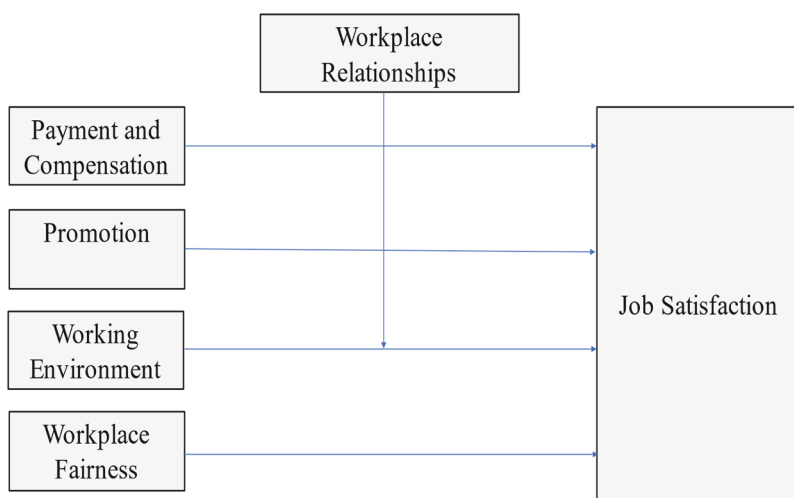 Workplace
Relationships
Payment and
Compensation
Promotion
Working
Environment
Workplace
Fairness
Job Satisfaction